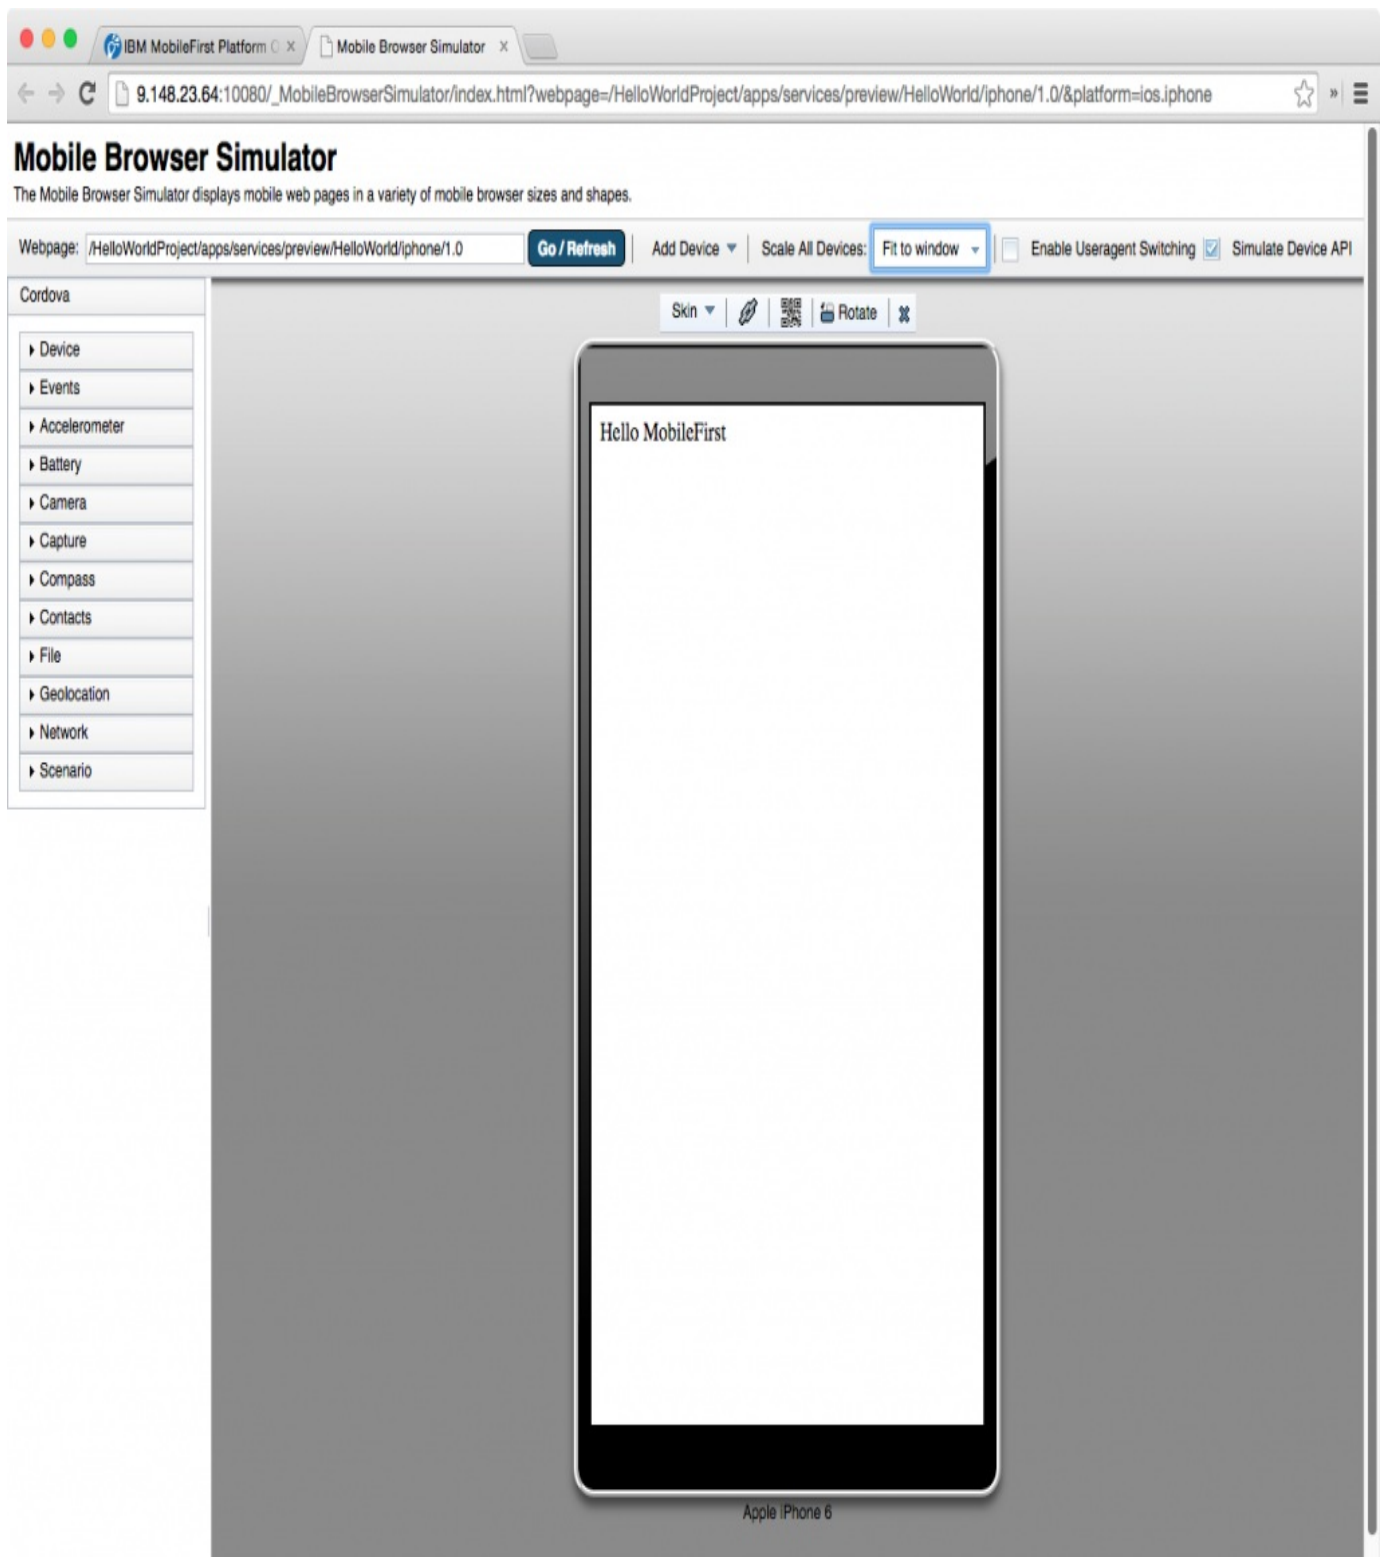 IBM MobileFirst Platform C
Mobile Browser Simulator
9.148.23.64:10080/_MobileBrowserSimulator/index.html?webpage=/HelloWorldProject/apps/services/preview/HelloWorld/iphone/1.0/&platform=ios.iphone
Mobile Browser Simulator
The Mobile Browser Simulator displays mobile web pages in a variety of mobile browser sizes and shapes.
Webpage: /HelloWorldProject/apps/services/preview/HelloWorld/iphone/1.0 Go / Refresh Add Device Scale All Devices: Fit to window Enable Useragent Switching Simulate Device API
Cordova
Skin Rotate
Device
Events
Accelerometer
Battery
Camera
Capture
Compass
Contacts
File
Geolocation
Network
Scenario
Hello MobileFirst
Apple iPhone 6